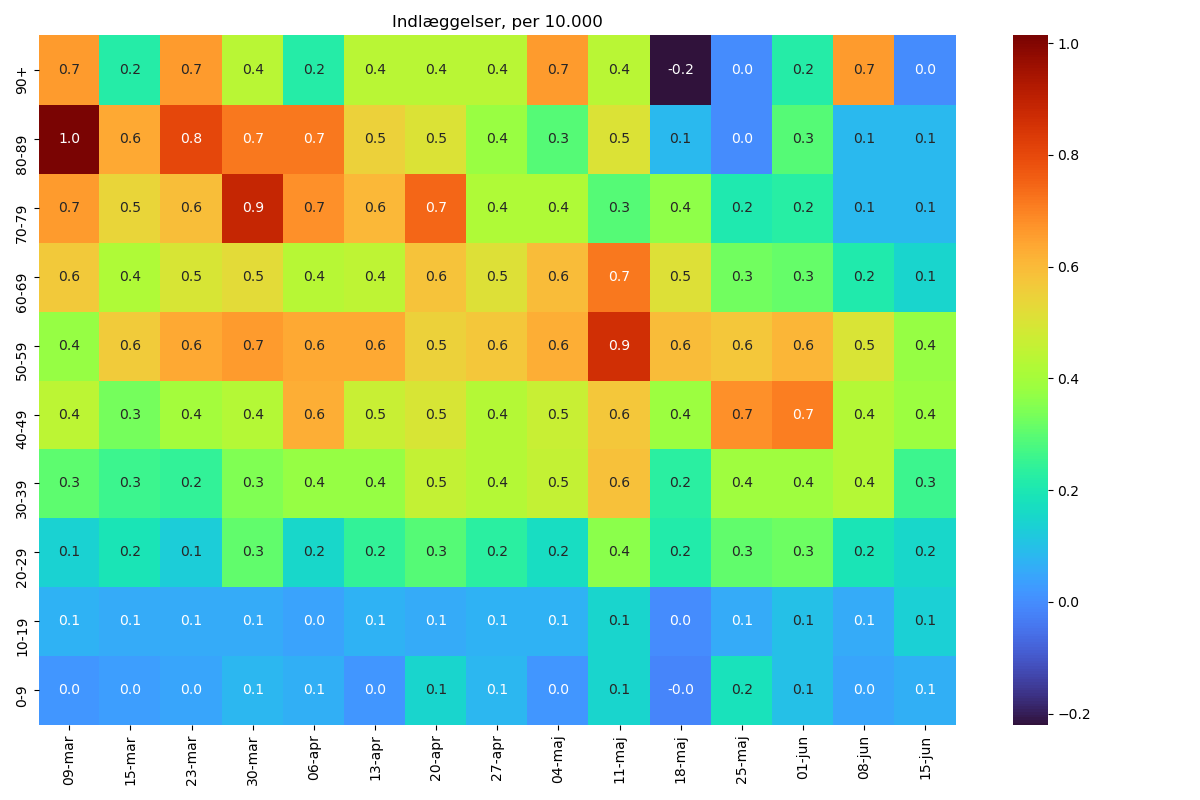 Indlæggelser, per 10.000
90+ 0.7 0.2 0.7 0.4 0.2 0.4 0.4 0.4 0.7 0.4 -0.2 0.0 0.2 0.7 0.0
80-89 1.0 0.6 0.8 0.7 0.7 0.5 0.5 0.4 0.3 0.5 0.1 0.0 0.3 0.1 0.1
70-79 0.7 0.5 0.6 0.9 0.7 0.6 0.7 0.4 0.4 0.3 0.4 0.2 0.2 0.1 0.1
60-69 0.6 0.4 0.5 0.5 0.4 0.4 0.6 0.5 0.6 0.7 0.5 0.3 0.3 0.2 0.1
50-59 0.4 0.6 0.6 0.7 0.6 0.6 0.5 0.6 0.6 0.9 0.6 0.6 0.6 0.5 0.4
40-49 0.4 0.3 0.4 0.4 0.6 0.5 0.5 0.4 0.5 0.6 0.4 0.7 0.7 0.4 0.4
30-39 0.3 0.3 0.2 0.3 0.4 0.4 0.5 0.4 0.5 0.6 0.2 0.4 0.4 0.4 0.3
20-29 0.1 0.2 0.1 0.3 0.2 0.2 0.3 0.2 0.2 0.4 0.2 0.3 0.3 0.2 0.2
10-19 0.1 0.1 0.1 0.1 0.0 0.1 0.1 0.1 0.1 0.1 0.0 0.1 0.1 0.1 0.1
0-9 0.0 0.0 0.0 0.1 0.1 0.0 0.1 0.1 0.0 0.1 -0.0 0.2 0.1 0.0 0.1
09-mar 15-mar 23-mar 30-mar 06-apr 13-apr 20-apr 27-apr 04-maj 11-maj 18-maj 25-maj 01-jun 08-jun 15-jun
1.0
0.8
0.6
0.4
0.2
0.0
−0.2